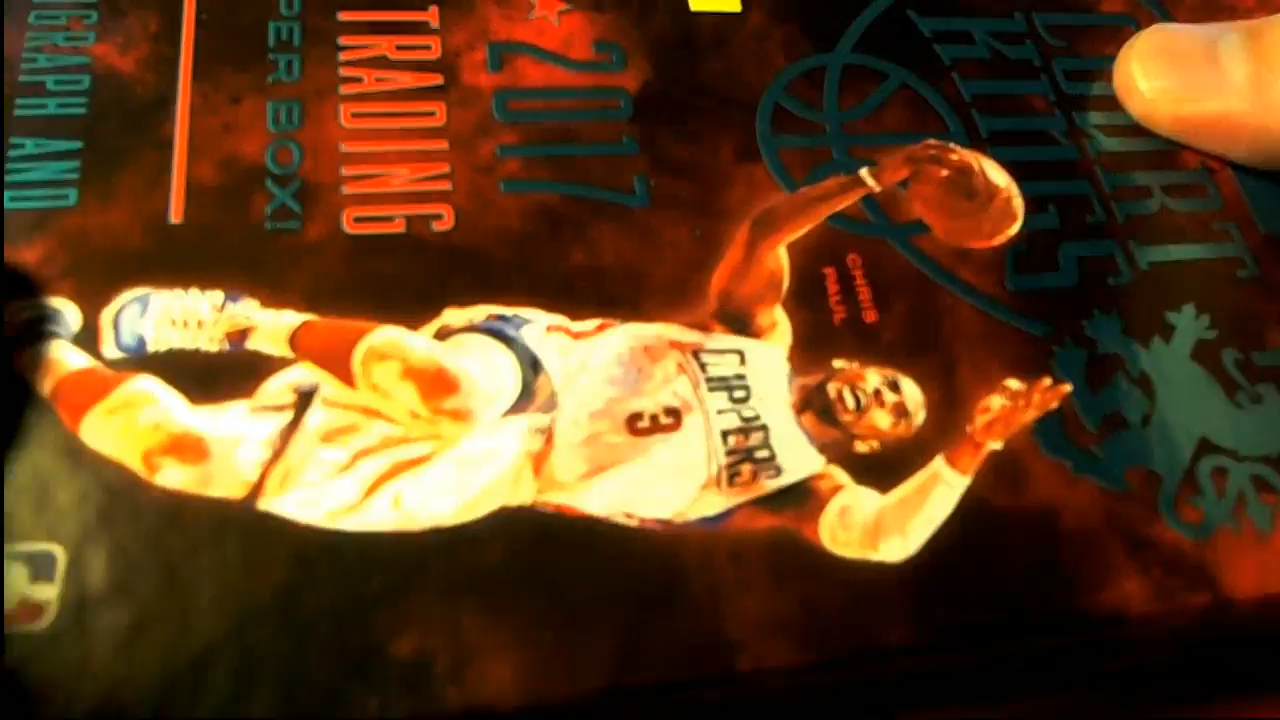 COURT
KINGS
CHRIS
PAUL
2017
TRADING
PER BOX!
GRAPH AND
CLIPPERS
3